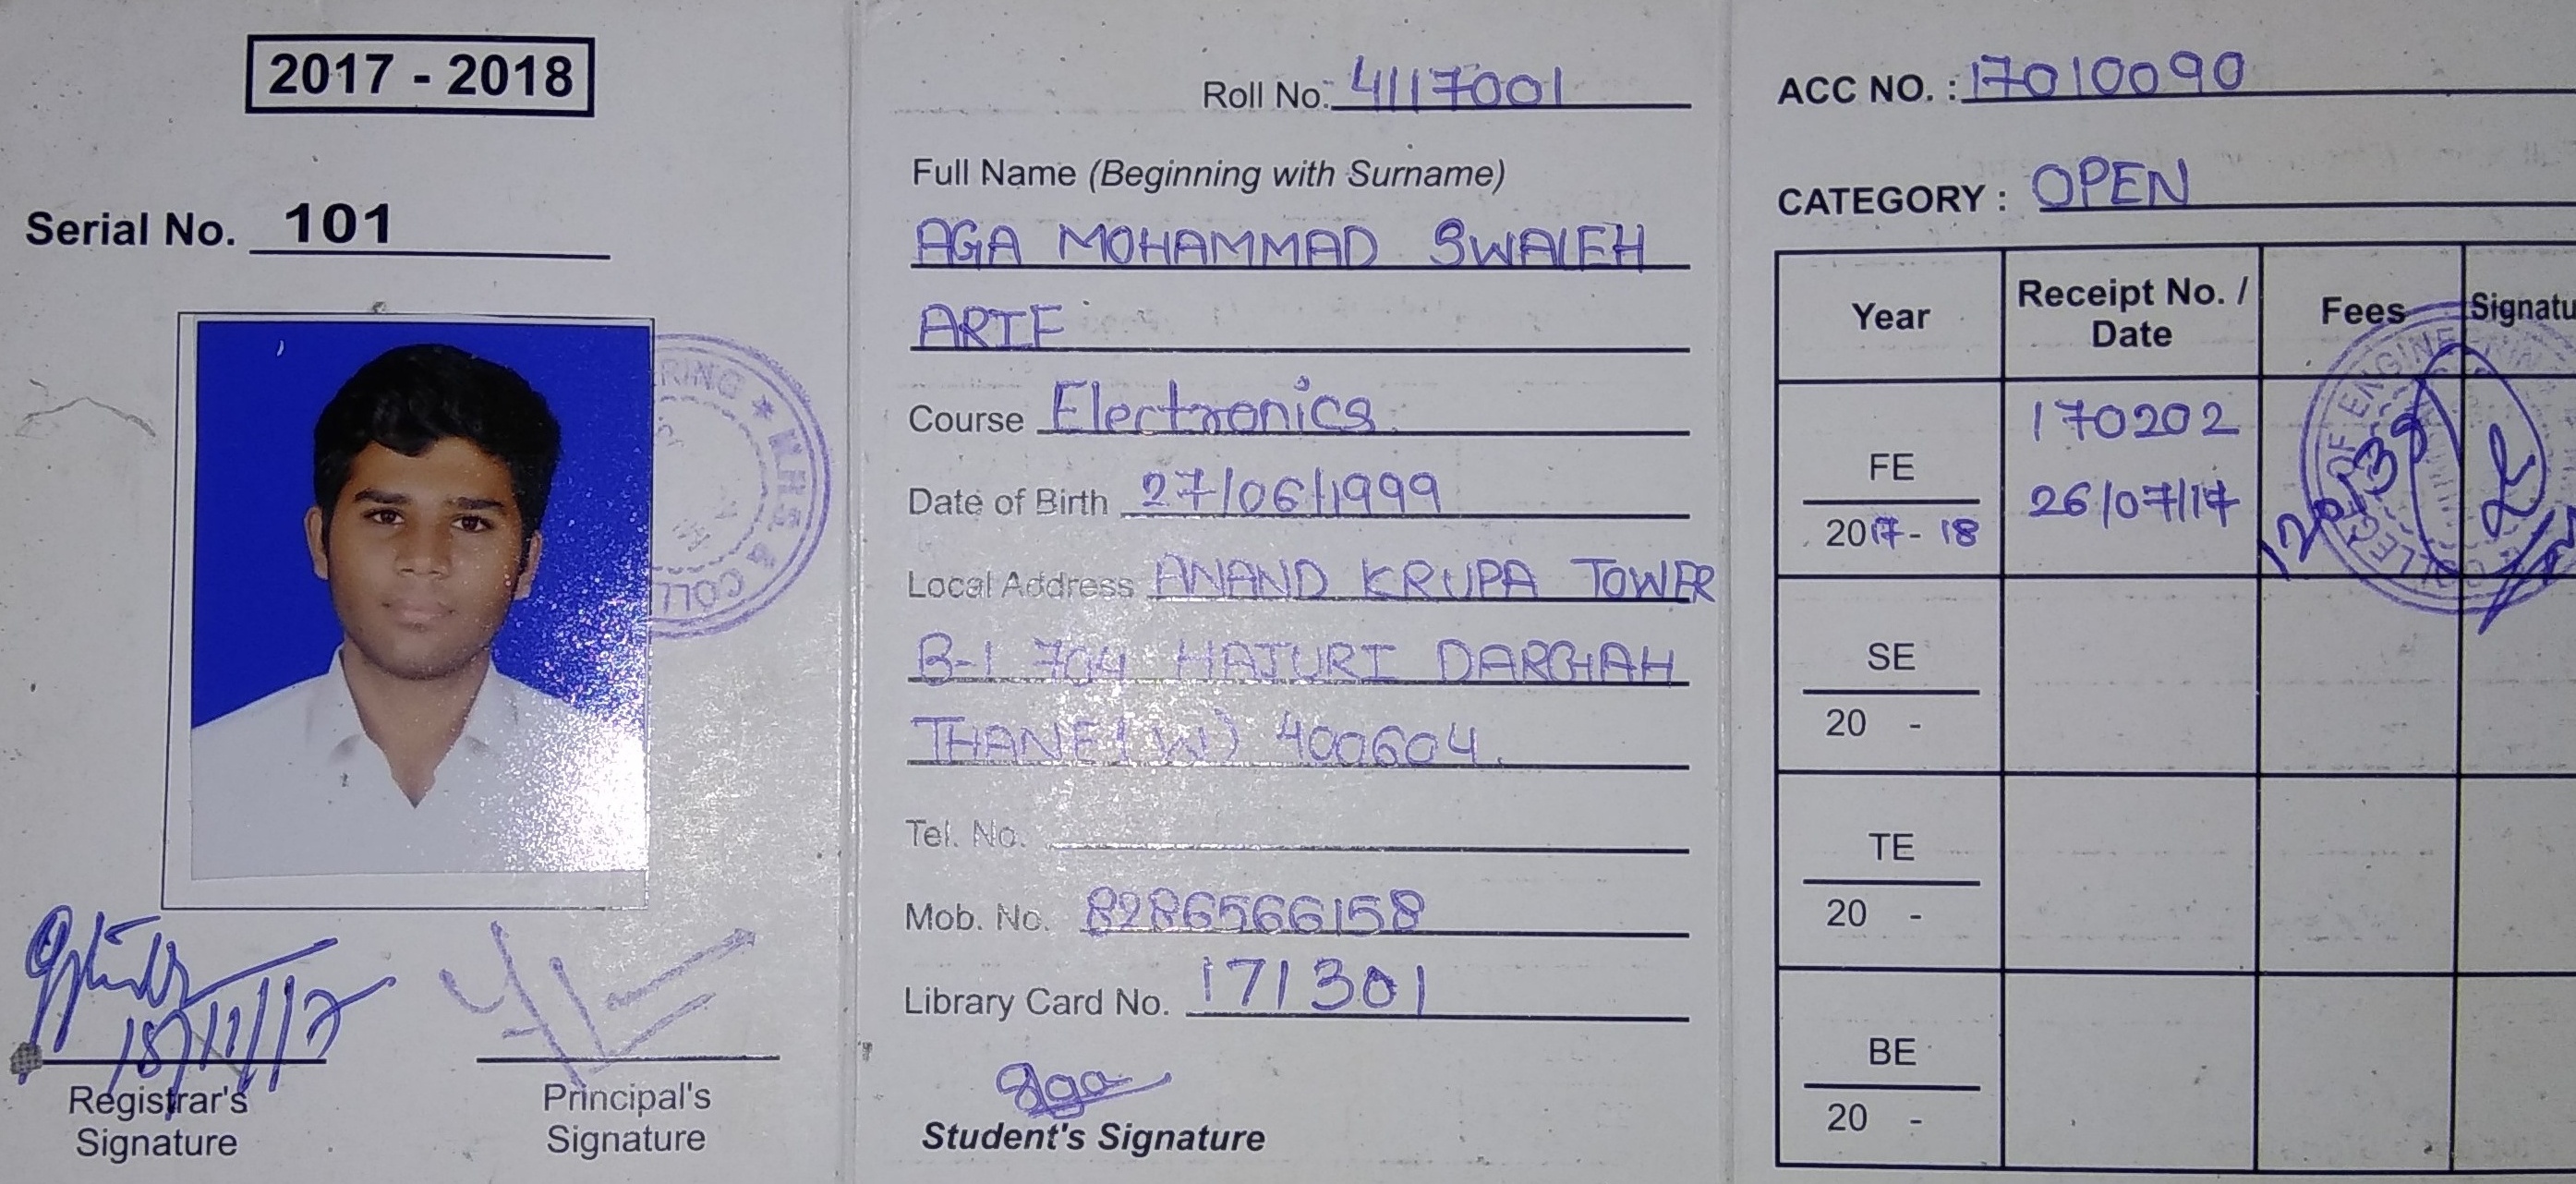 2017 - 2018
Serial No. 101
RING * M.H.S. & COLL
Registrar's
Signature
Principal's
Signature
Roll No: 4117001
Full Name (Beginning with Surname)
AGA MOHAMMAD SWALEH
ARIF
Course Electronics
Date of Birth 27/06/1999
Local Address ANAND KRUPA TOWER
B-1 704 HAJURI DARGAH
THANE (W) 400604.
Tel. No.
Mob. No. 8286566158
Library Card No. 171301
Aga
Student's Signature
ACC NO. : 17010090
CATEGORY : OPEN
Year Receipt No. / Date Fees Signatu
FE 170202
2017-18 26/07/17
SE
20 -
TE
20 -
BE
20 -